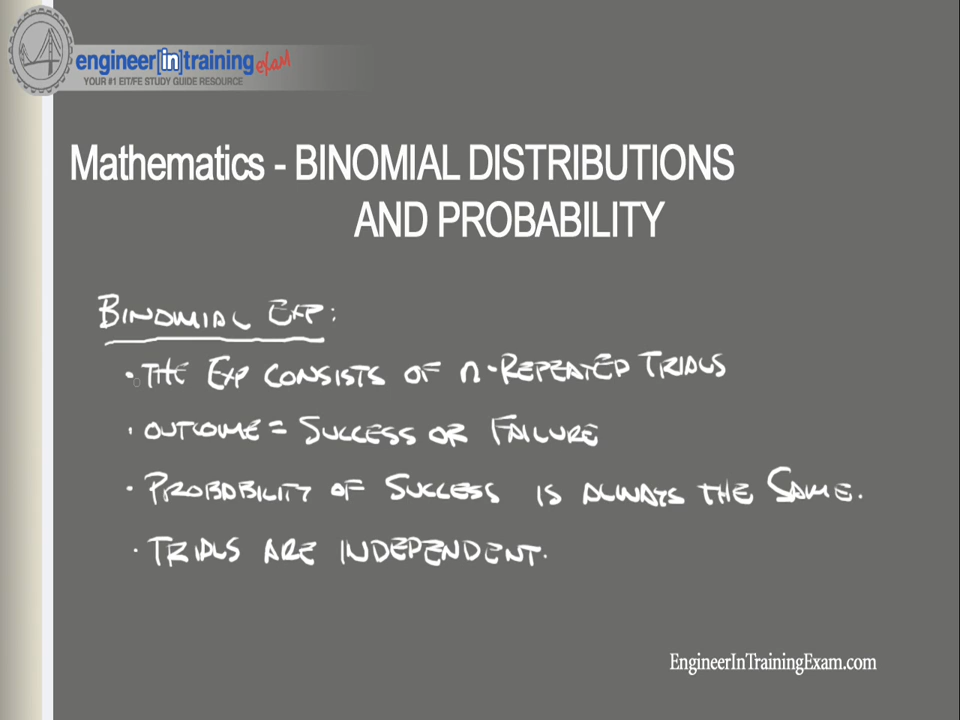 engineer[in]training exam
YOUR #1 EIT/FE STUDY GUIDE RESOURCE
Mathematics - BINOMIAL DISTRIBUTIONS
AND PROBABILITY
BINOMIAL EXP:
• THE EXP CONSISTS OF n-REPEATED TRIALS
• OUTCOME = SUCCESS OR FAILURE
• PROBABILITY OF SUCCESS IS ALWAYS THE SAME.
• TRIALS ARE INDEPENDENT.
EngineerInTrainingExam.com